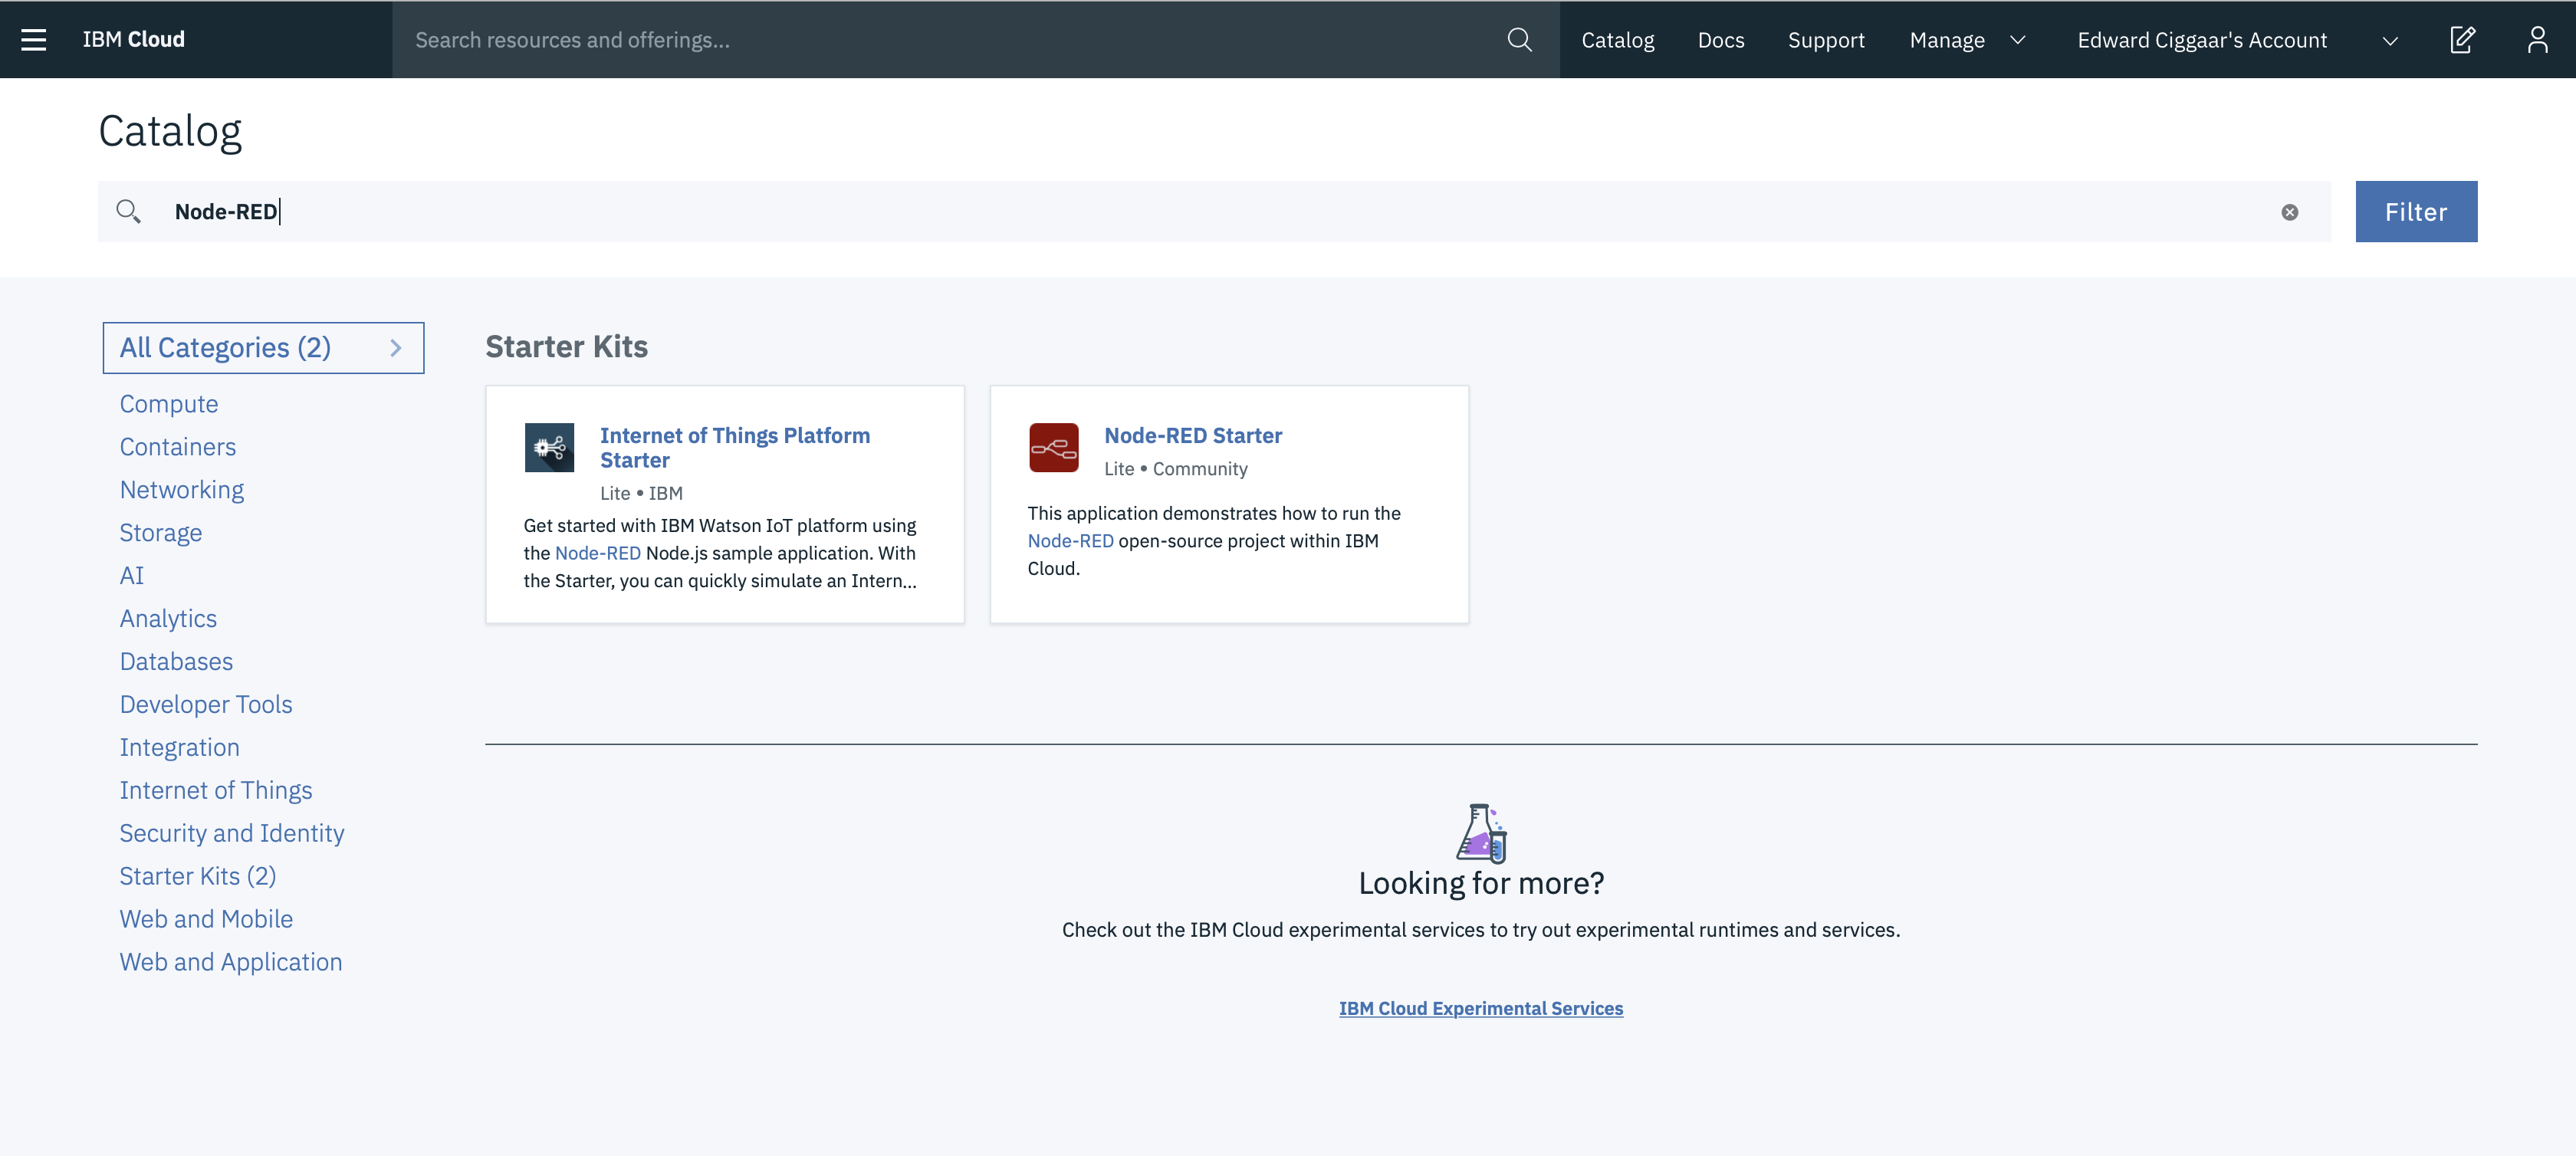 IBM Cloud
Search resources and offerings...
Catalog
Docs
Support
Manage
Edward Ciggaar's Account
Catalog
Node-RED
Filter
All Categories (2)
Compute
Containers
Networking
Storage
AI
Analytics
Databases
Developer Tools
Integration
Internet of Things
Security and Identity
Starter Kits (2)
Web and Mobile
Web and Application
Starter Kits
Internet of Things Platform
Starter
Lite • IBM
Get started with IBM Watson IoT platform using
the Node-RED Node.js sample application. With
the Starter, you can quickly simulate an Intern...
Node-RED Starter
Lite • Community
This application demonstrates how to run the
Node-RED open-source project within IBM
Cloud.
Looking for more?
Check out the IBM Cloud experimental services to try out experimental runtimes and services.
IBM Cloud Experimental Services